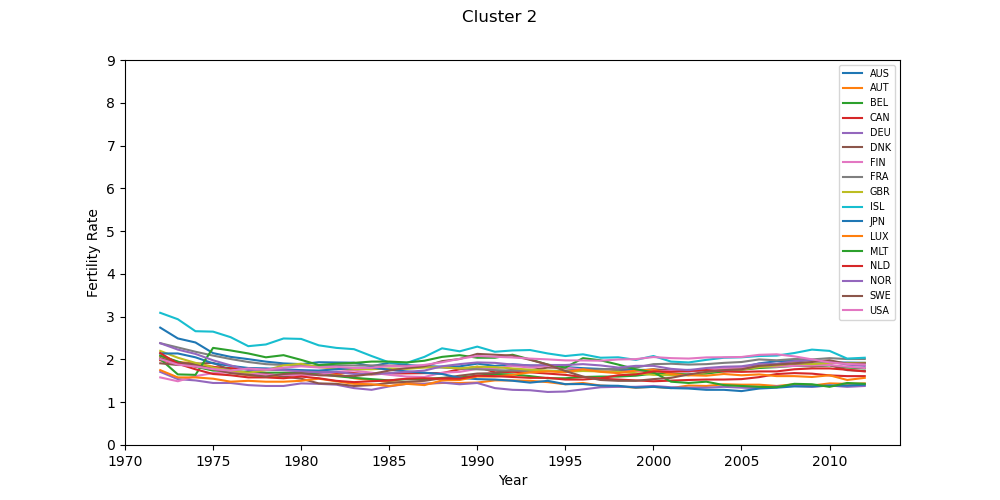 Cluster 2
Fertility Rate
9
8
7
6
5
4
3
2
1
0
1970
1975
1980
1985
1990
1995
2000
2005
2010
Year
AUS
AUT
BEL
CAN
DEU
DNK
FIN
FRA
GBR
ISL
JPN
LUX
MLT
NLD
NOR
SWE
USA